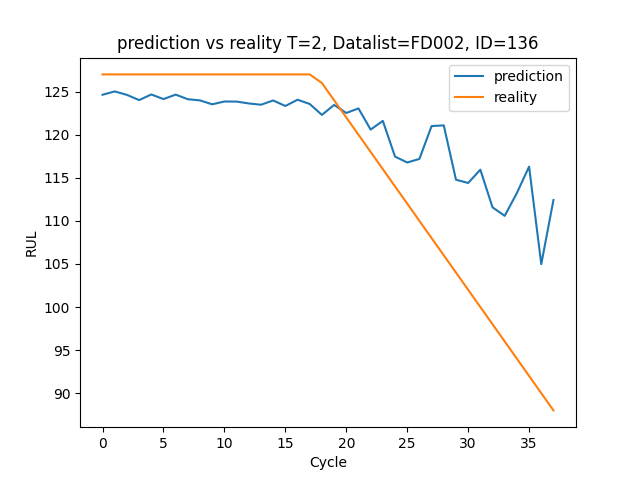 prediction vs reality T=2, Datalist=FD002, ID=136
prediction
reality
125
120
115
110
105
100
95
90
RUL
0 5 10 15 20 25 30 35
Cycle